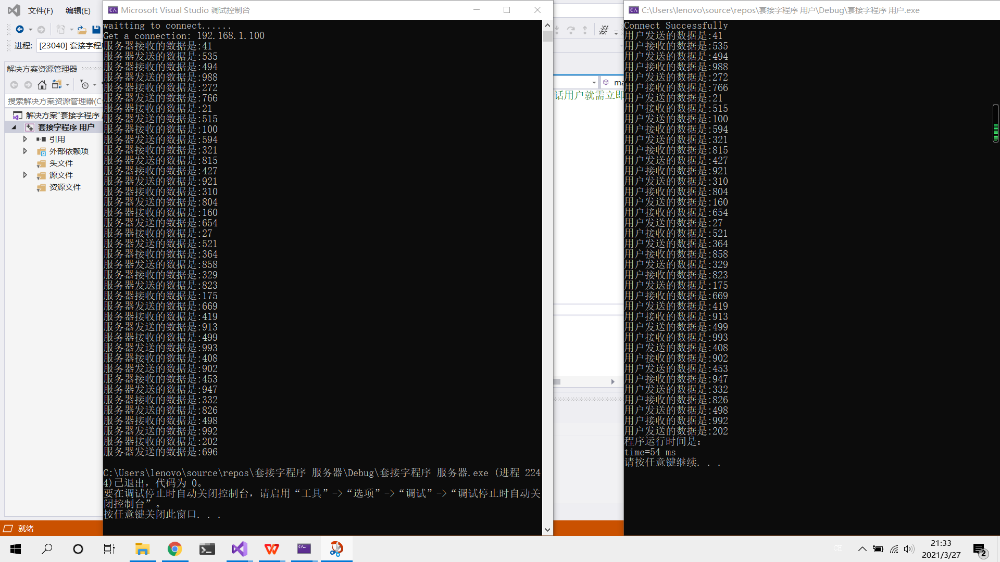 文件(F) 编辑(E)
进程: [23040] 套接字程
解决方案资源管理器
搜索解决方案资源管理器(C
解决方案"套接字程序
套接字程序 用户
引用
外部依赖项
头文件
源文件
资源文件
就绪
Microsoft Visual Studio 调试控制台
waitting to connect......
Get a connection: 192.168.1.100
服务器接收的数据是:41
服务器发送的数据是:535
服务器接收的数据是:494
服务器发送的数据是:988
服务器接收的数据是:272
服务器发送的数据是:766
服务器接收的数据是:21
服务器发送的数据是:515
服务器接收的数据是:100
服务器发送的数据是:594
服务器接收的数据是:321
服务器发送的数据是:815
服务器接收的数据是:427
服务器发送的数据是:921
服务器接收的数据是:310
服务器发送的数据是:804
服务器接收的数据是:160
服务器发送的数据是:654
服务器接收的数据是:27
服务器发送的数据是:521
服务器接收的数据是:364
服务器发送的数据是:858
服务器接收的数据是:329
服务器发送的数据是:823
服务器接收的数据是:175
服务器发送的数据是:669
服务器接收的数据是:419
服务器发送的数据是:913
服务器接收的数据是:499
服务器发送的数据是:993
服务器接收的数据是:408
服务器发送的数据是:902
服务器接收的数据是:453
服务器发送的数据是:947
服务器接收的数据是:332
服务器发送的数据是:826
服务器接收的数据是:498
服务器发送的数据是:992
服务器接收的数据是:202
服务器发送的数据是:696
C:\Users\lenovo\source\repos\套接字程序 服务器\Debug\套接字程序 服务器.exe (进程 224
4)已退出，代码为 0。
要在调试停止时自动关闭控制台，请启用“工具”->“选项”->“调试”->“调试停止时自动关
闭控制台”。
按任意键关闭此窗口. . .
ma
话用户就需立即
C:\Users\lenovo\source\repos\套接字程序 用户\Debug\套接字程序 用户.exe
Connect Successfully
用户发送的数据是:41
用户接收的数据是:535
用户发送的数据是:494
用户接收的数据是:988
用户发送的数据是:272
用户接收的数据是:766
用户发送的数据是:21
用户接收的数据是:515
用户发送的数据是:100
用户接收的数据是:594
用户发送的数据是:321
用户接收的数据是:815
用户发送的数据是:427
用户接收的数据是:921
用户发送的数据是:310
用户接收的数据是:804
用户发送的数据是:160
用户接收的数据是:654
用户发送的数据是:27
用户接收的数据是:521
用户发送的数据是:364
用户接收的数据是:858
用户发送的数据是:329
用户接收的数据是:823
用户发送的数据是:175
用户接收的数据是:669
用户发送的数据是:419
用户接收的数据是:913
用户发送的数据是:499
用户接收的数据是:993
用户发送的数据是:408
用户接收的数据是:902
用户发送的数据是:453
用户接收的数据是:947
用户发送的数据是:332
用户接收的数据是:826
用户发送的数据是:498
用户接收的数据是:992
用户发送的数据是:202
程序运行时间是:
time=54 ms
请按任意键继续. . .
CH
21:33
2021/3/27
2